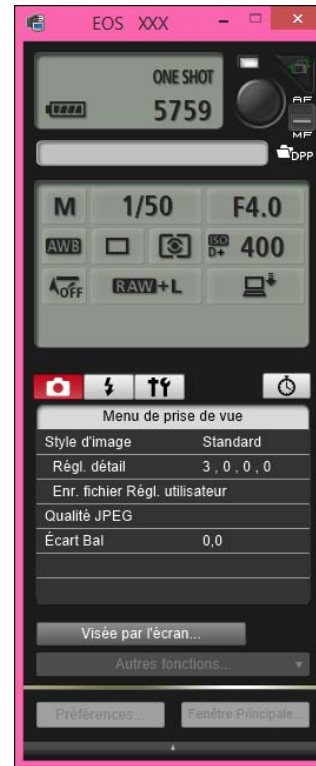 EOS XXX
ONE SHOT
5759
AF
MF
DPP
M 1/50 F4.0
AWB ISO D+ 400
OFF RAW+L
Menu de prise de vue
Style d'image Standard
Régl. détail 3 , 0 , 0 , 0
Enr. fichier Régl. utilisateur
Qualité JPEG
Écart Bal 0,0
Visée par l'écran...
Autres fonctions...
Préférences... Fenêtre Principale...